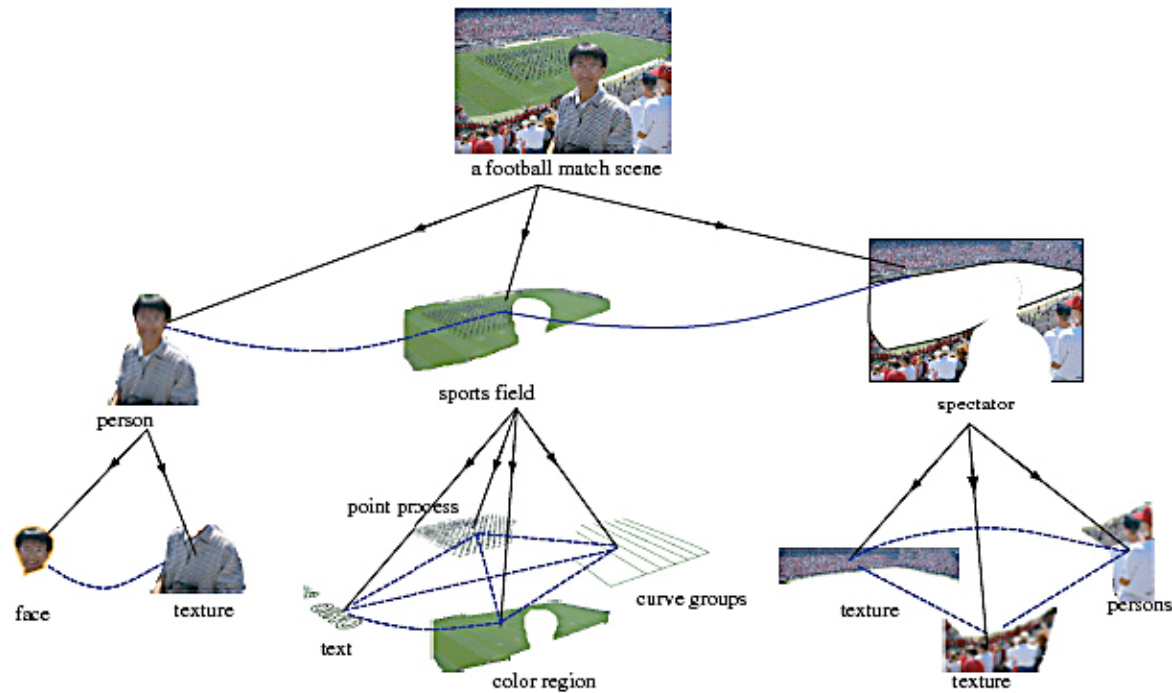 a football match scene
person
sports field
spectator
point process
face
texture
text
color region
curve groups
texture
texture
persons